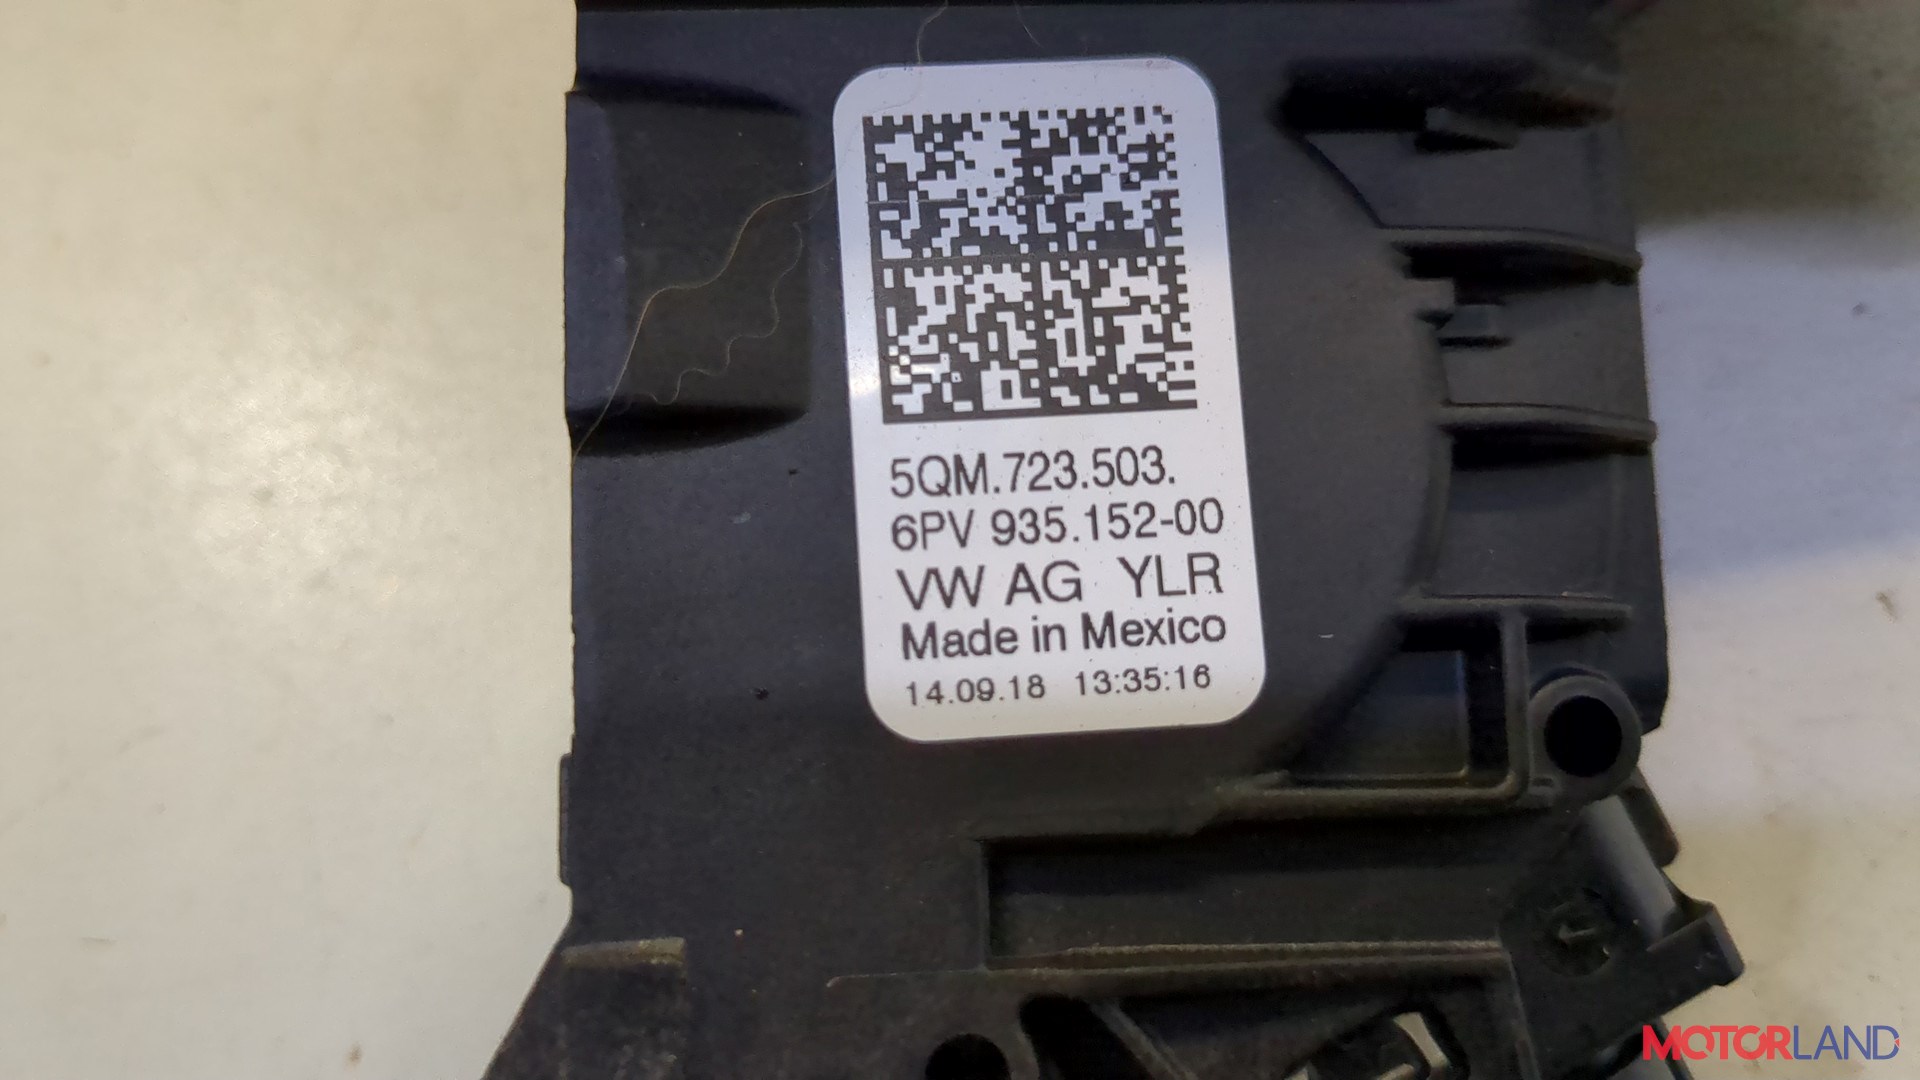 5QM.723.503.
6PV 935.152-00
VW AG YLR
Made in Mexico
14.09.18 13:35:16
MOTORLAND